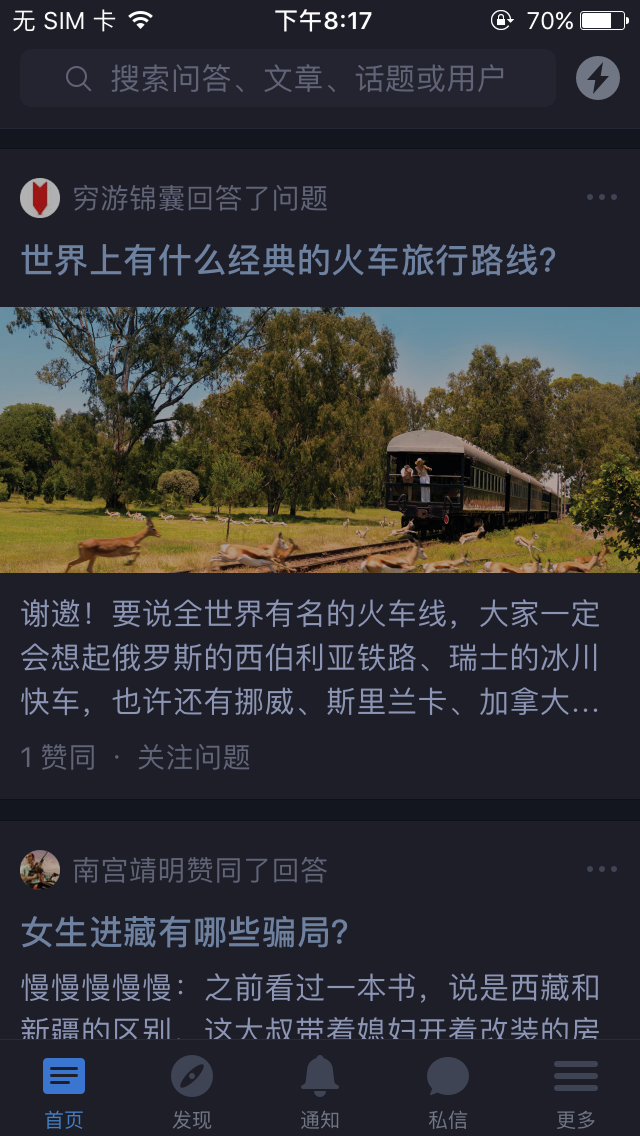 无 SIM 卡 下午8:17 70%
搜索问答、文章、话题或用户
穷游锦囊回答了问题
世界上有什么经典的火车旅行路线?
谢邀！要说全世界有名的火车线，大家一定
会想起俄罗斯的西伯利亚铁路、瑞士的冰川
快车，也许还有挪威、斯里兰卡、加拿大...
1 赞同 · 关注问题
南宫靖明赞同了回答
女生进藏有哪些骗局?
慢慢慢慢慢：之前看过一本书，说是西藏和
新疆的区别，这大叔带着媳妇开着改装的房
首页 发现 通知 私信 更多